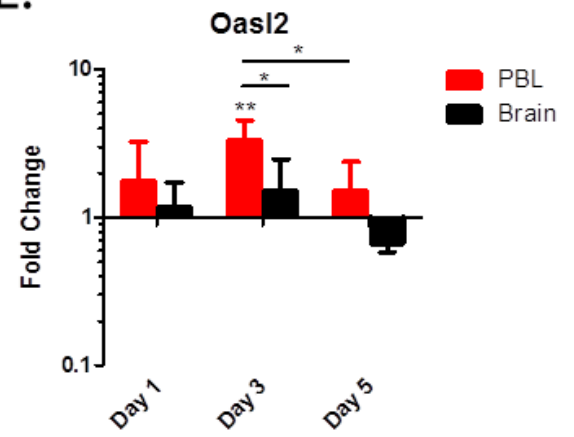 E.
Oasl2
*
*
**
PBL
Brain
Fold Change
10
1
0.1
Day 1
Day 3
Day 5